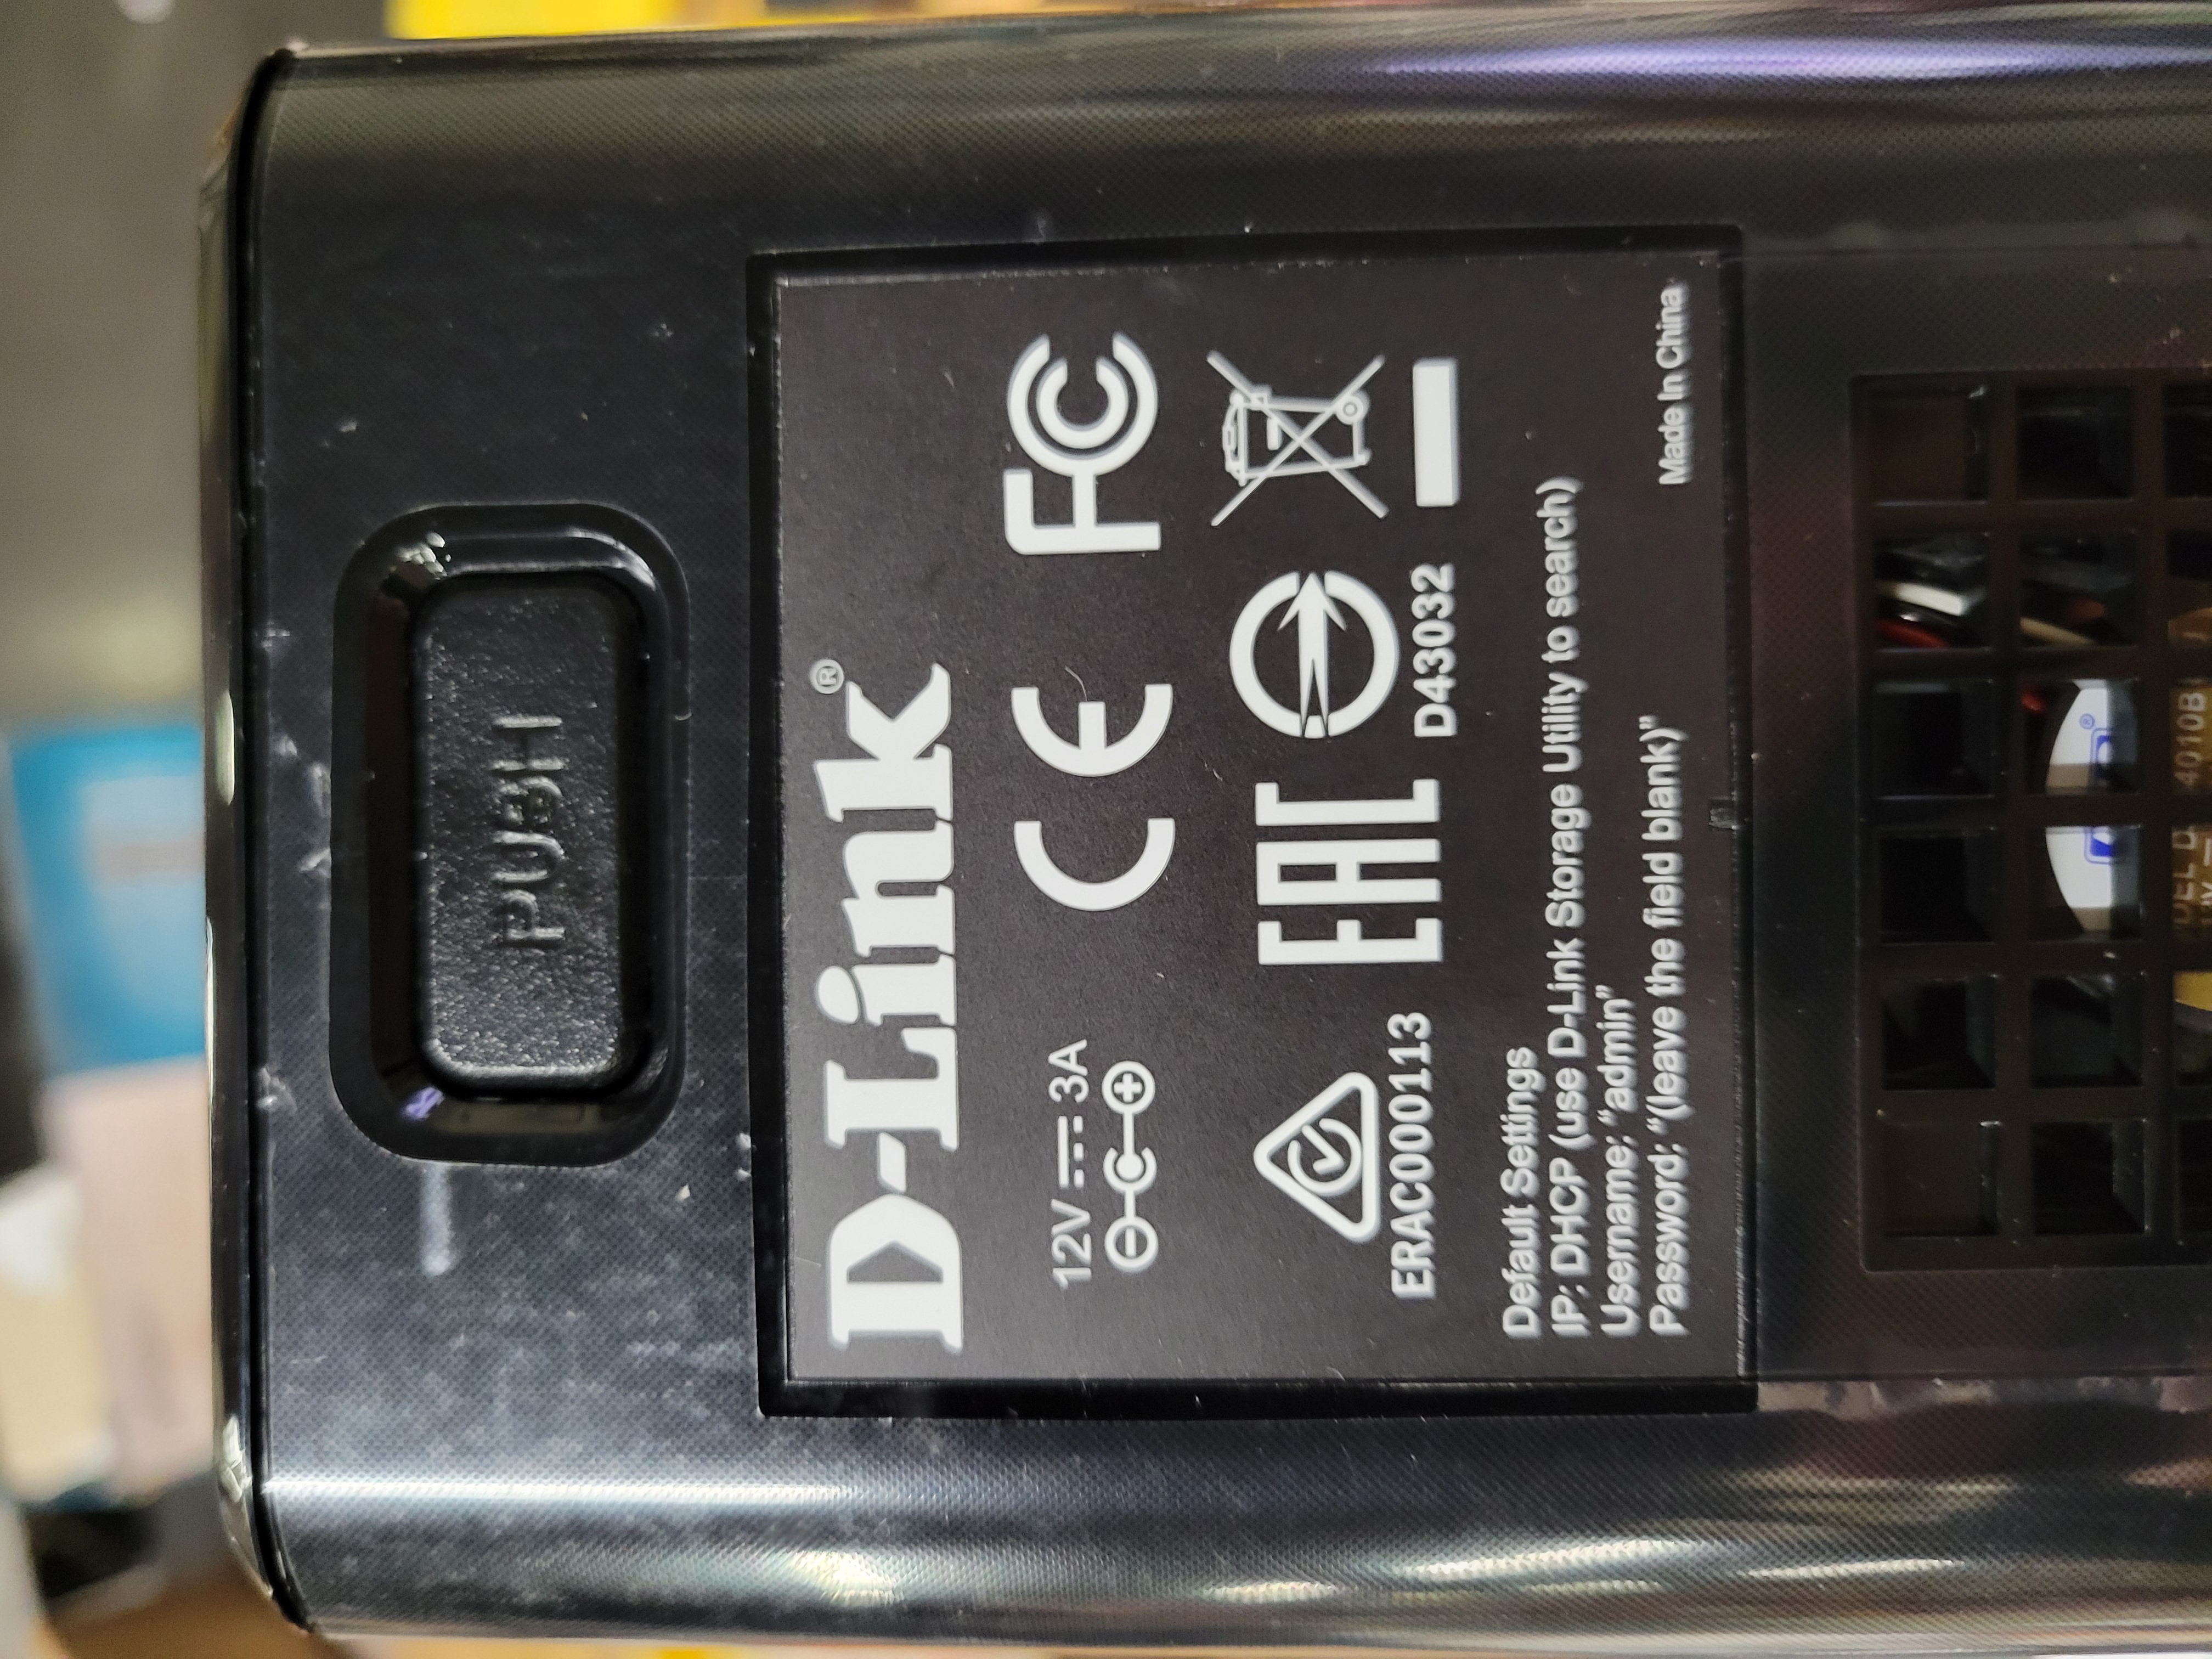 PUSH
D-Link®
12V 3A
CE FC
ERAC000113
EAC
D43032
Default Settings
IP: DHCP (use D-Link Storage Utility to search)
Username: "admin"
Password: "(leave the field blank)"
Made In China
4010B